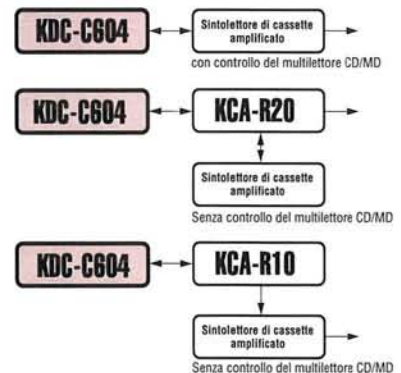 KDC-C604
Sintolettore di cassette
amplificato
con controllo del multilettore CD/MD
KDC-C604
KCA-R20
Sintolettore di cassette
amplificato
Senza controllo del multilettore CD/MD
KDC-C604
KCA-R10
Sintolettore di cassette
amplificato
Senza controllo del multilettore CD/MD